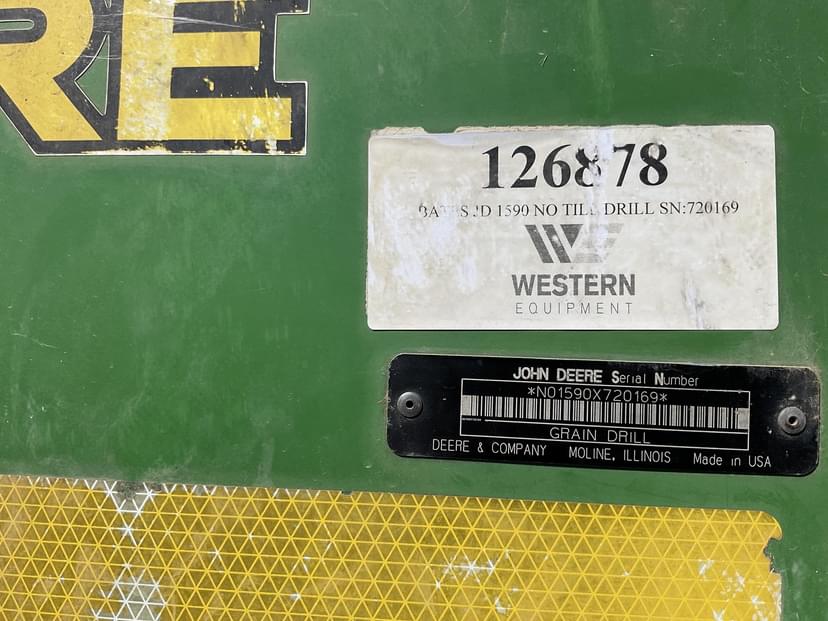 RE
126878
JD 1590 NO TILL DRILL SN:720169
WE
WESTERN
EQUIPMENT
JOHN DEERE Serial Number
*N01590X720169*
GRAIN DRILL
DEERE & COMPANY MOLINE, ILLINOIS Made in USA